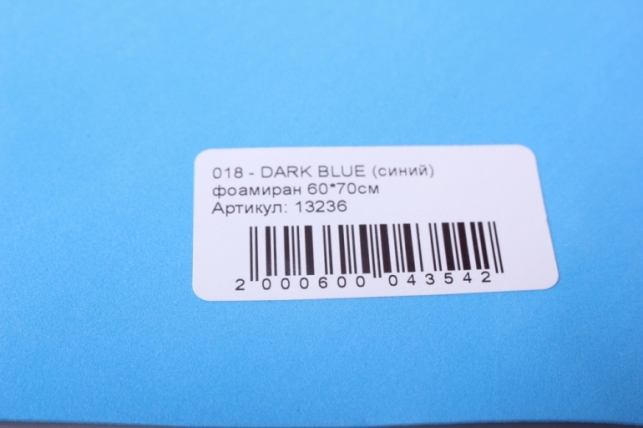 018 - DARK BLUE (синий)
фоамиран 60*70см
Артикул: 13236
2 000600 043542